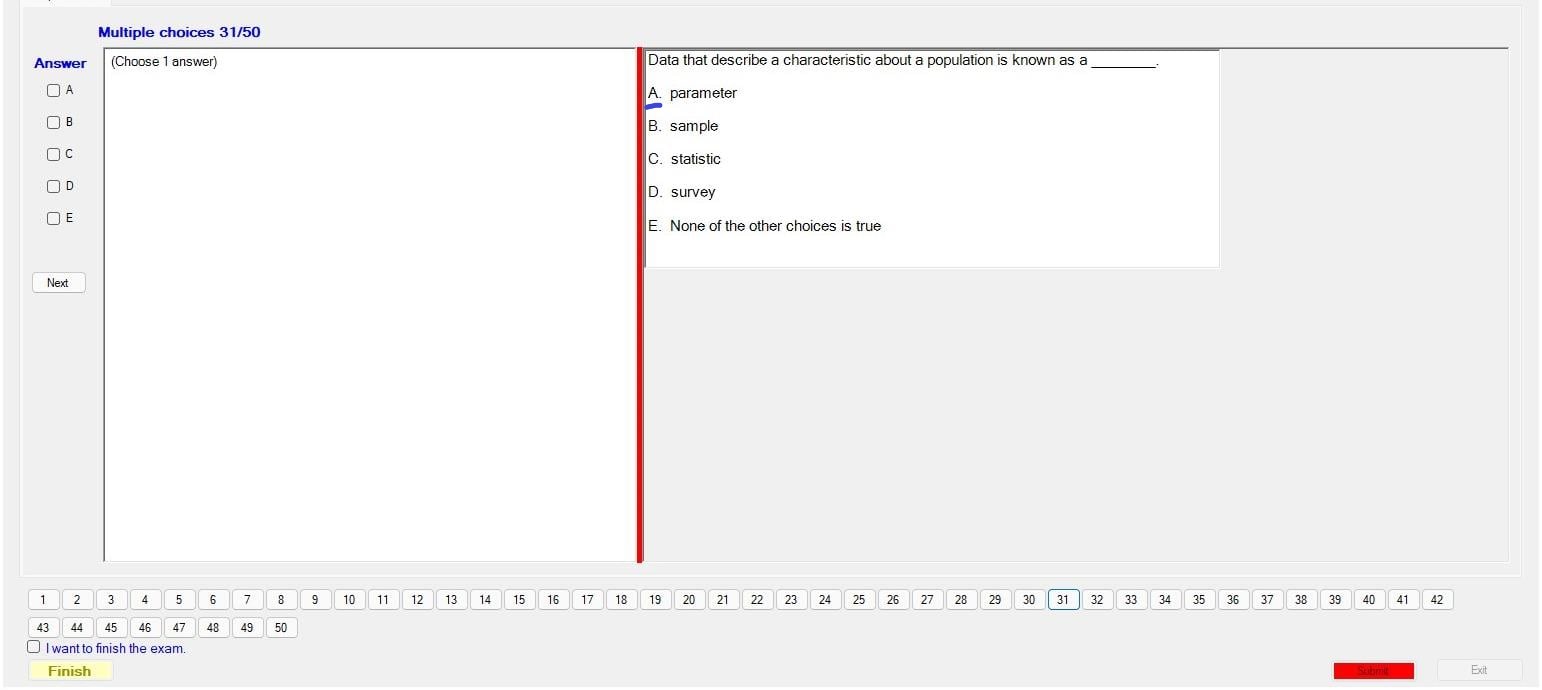 Multiple choices 31/50
Answer
(Choose 1 answer)
A
B
C
D
E
Next
Data that describe a characteristic about a population is known as a ________.
A. parameter
B. sample
C. statistic
D. survey
E. None of the other choices is true
1 2 3 4 5 6 7 8 9 10 11 12 13 14 15 16 17 18 19 20 21 22 23 24 25 26 27 28 29 30 31 32 33 34 35 36 37 38 39 40 41 42
43 44 45 46 47 48 49 50
I want to finish the exam.
Finish
Submit
Exit